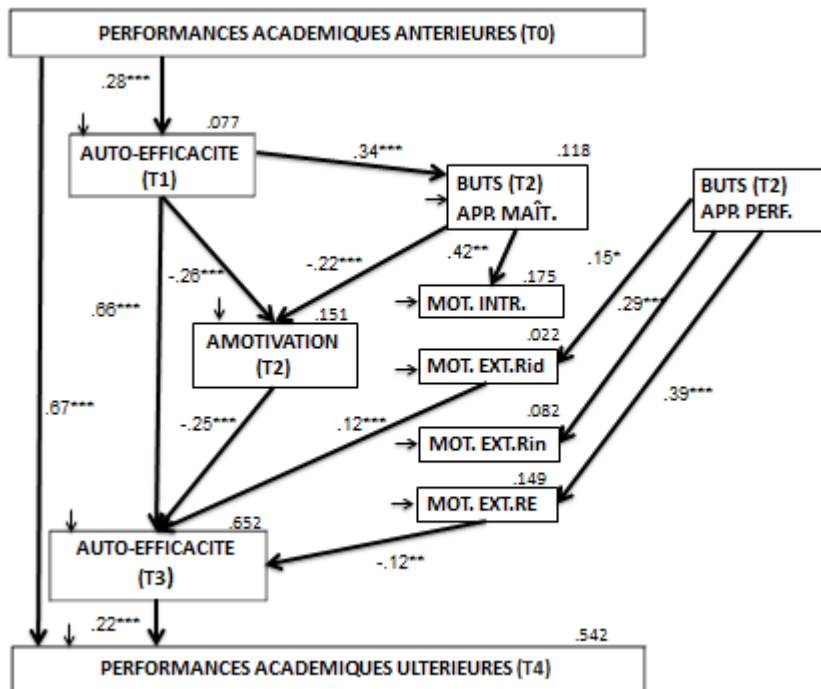 PERFORMANCES ACADEMIQUES ANTERIEURES (T0)
.28***
.077
AUTO-EFFICACITE
(T1)
.34***
.118
BUTS (T2)
APP. MAÎT.
BUTS (T2)
APP. PERF.
-.26***
-.22***
.42**
.15*
.175
MOT. INTR.
.66***
.151
AMOTIVATION
(T2)
.29***
.022
MOT. EXT.Rid
.67***
-.25***
.12***
.39***
.082
MOT. EXT.Rin
.149
MOT. EXT.RE
.652
AUTO-EFFICACITE
(T3)
-.12**
.22***
.542
PERFORMANCES ACADEMIQUES ULTERIEURES (T4)